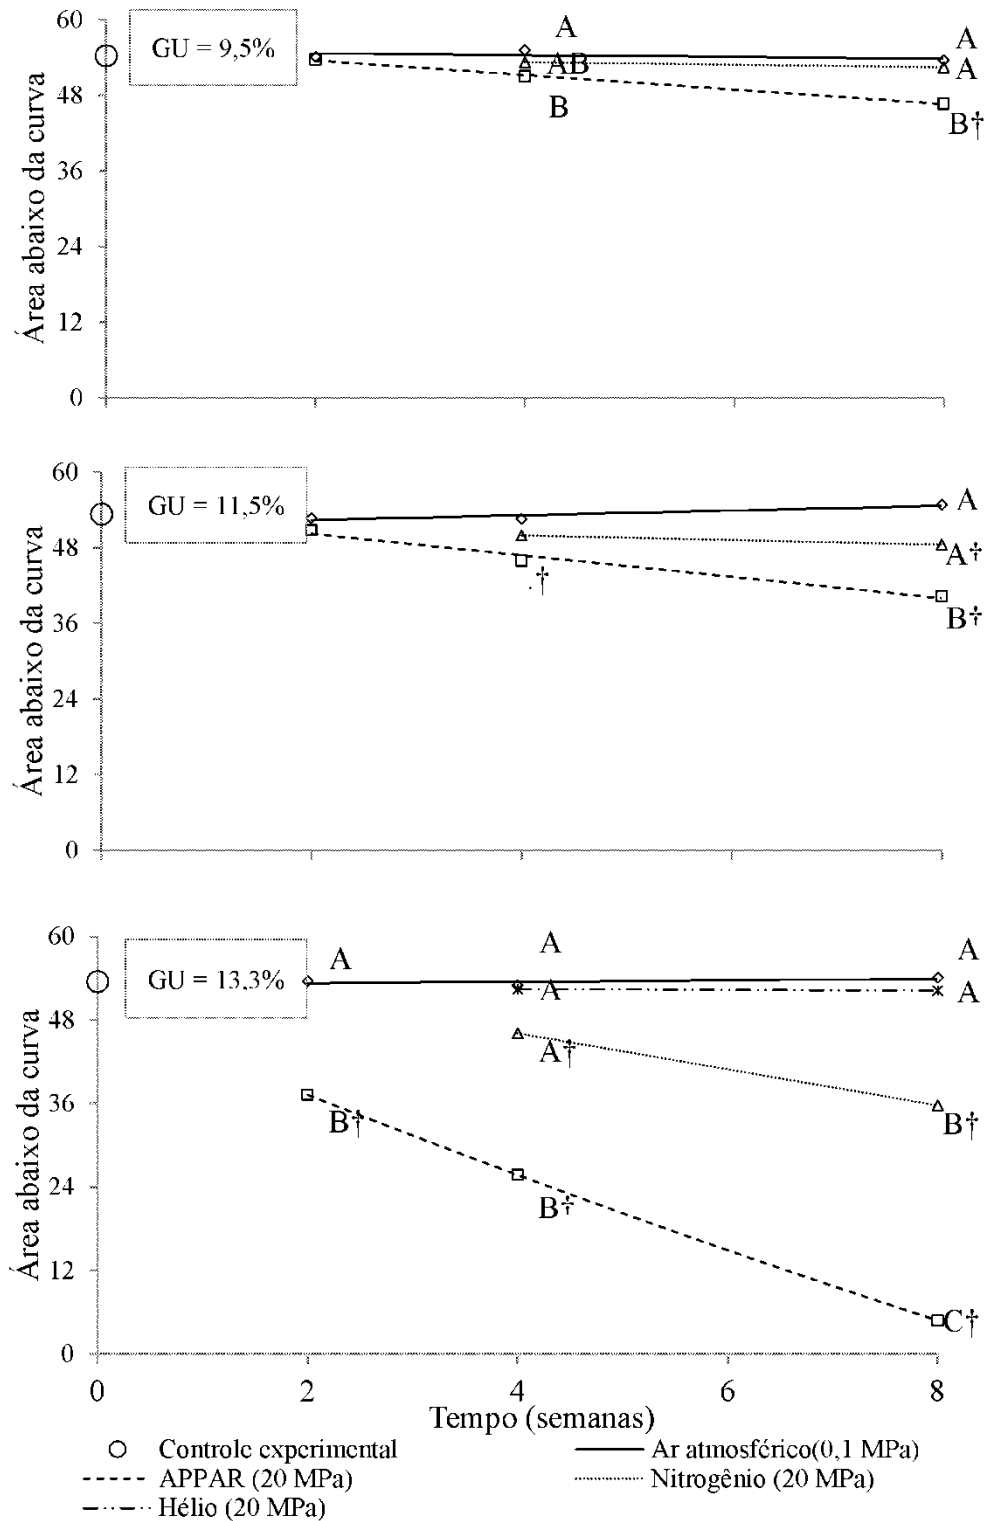 60
48
36
24
12
0
Área abaixo da curva
GU = 9,5%
A
AB
B
A
A
B†
60
48
36
24
12
0
Área abaixo da curva
GU = 11,5%
†
A
A†
B†
60
48
36
24
12
0
Área abaixo da curva
GU = 13,3%
A
B†
A
A
A†
B†
A
A
B†
C†
0 2 4 6 8
Tempo (semanas)
Controle experimental
Ar atmosférico(0,1 MPa)
APPAR (20 MPa)
Nitrogênio (20 MPa)
Hélio (20 MPa)